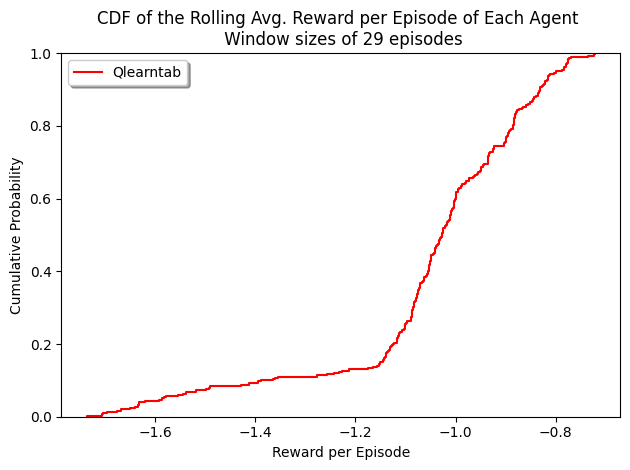 CDF of the Rolling Avg. Reward per Episode of Each Agent
Window sizes of 29 episodes
Qlearntab
1.0
0.8
0.6
0.4
0.2
0.0
Cumulative Probability
−1.6
−1.4
−1.2
−1.0
−0.8
Reward per Episode